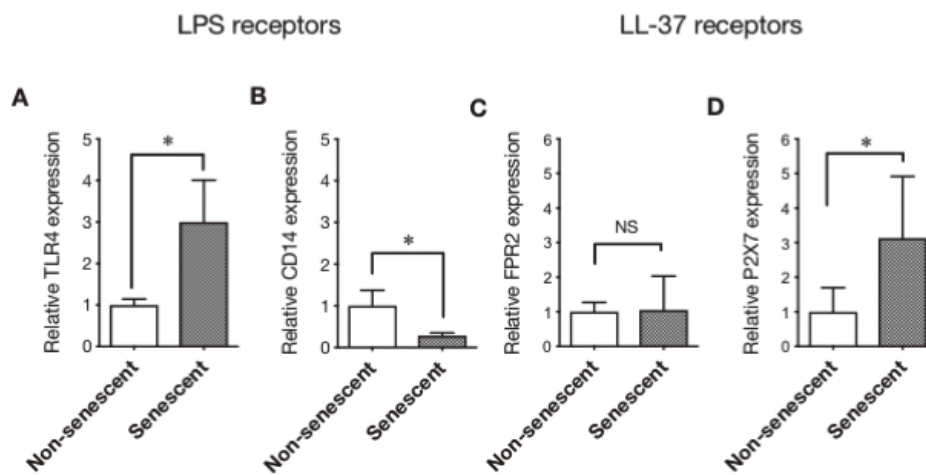 LPS receptors
LL-37 receptors
A
Relative TLR4 expression
5
4
3
2
1
0
*
Non-senescent
Senescent
B
Relative CD14 expression
5
4
3
2
1
0
*
Non-senescent
Senescent
C
Relative FPR2 expression
6
5
4
3
2
1
0
NS
Non-senescent
Senescent
D
Relative P2X7 expression
6
5
4
3
2
1
0
*
Non-senescent
Senescent